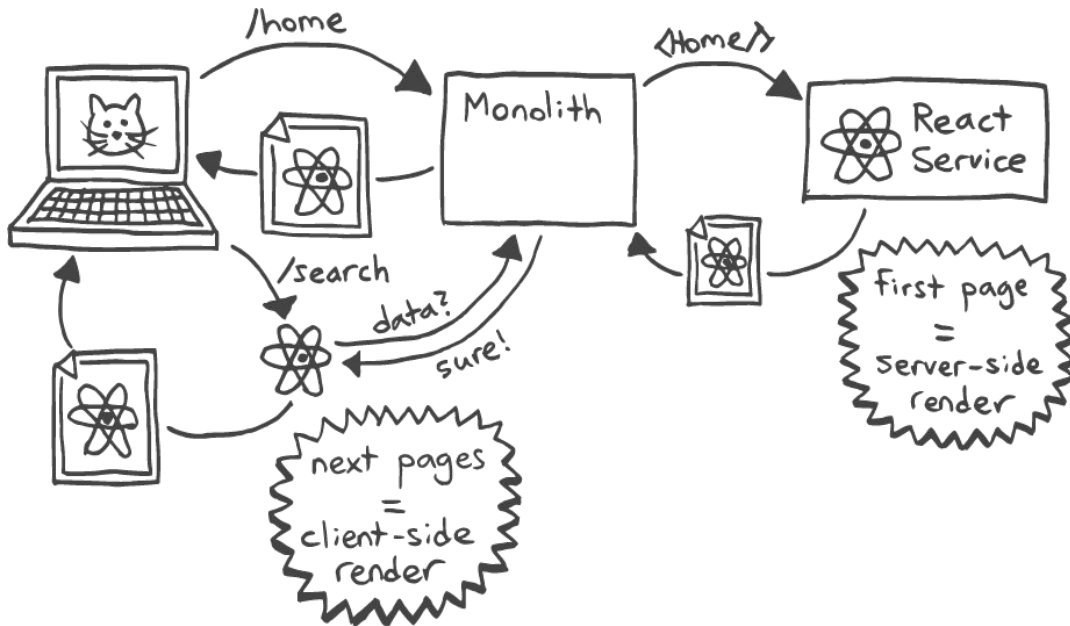 /home
<Home/>
Monolith
React
Service
/search
data?
sure!
first page
=
server-side
render
next pages
=
client-side
render